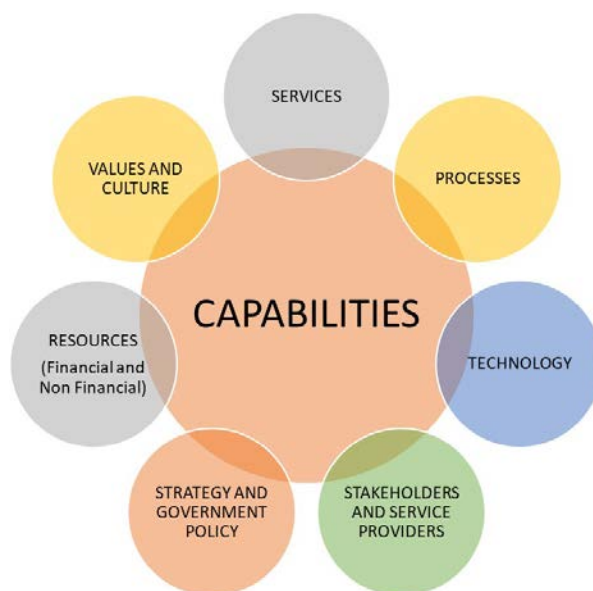 SERVICES
VALUES AND
CULTURE
PROCESSES
CAPABILITIES
RESOURCES
(Financial and
Non Financial)
TECHNOLOGY
STRATEGY AND
GOVERNMENT
POLICY
STAKEHOLDERS
AND SERVICE
PROVIDERS